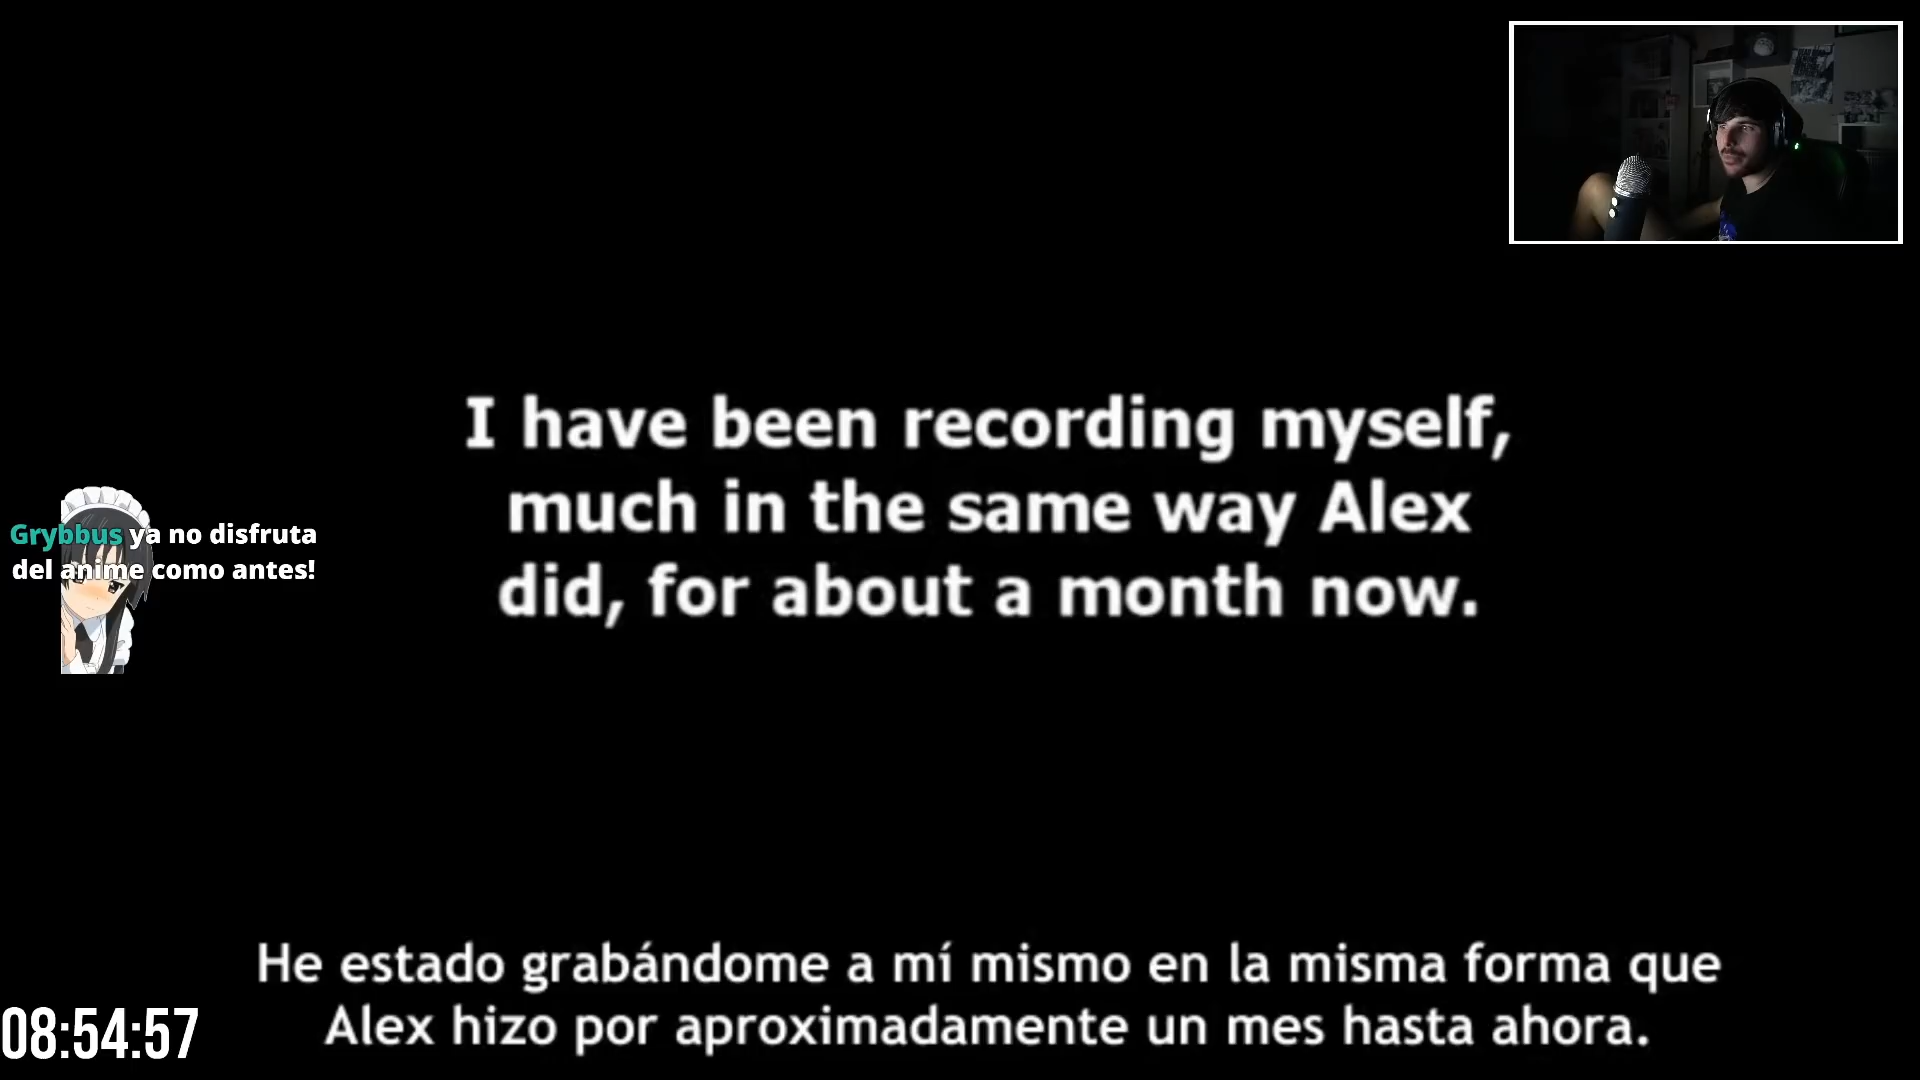 I have been recording myself,
much in the same way Alex
did, for about a month now.
Grybbus ya no disfruta
del anime como antes!
He estado grabándome a mí mismo en la misma forma que
Alex hizo por aproximadamente un mes hasta ahora.
08:54:57